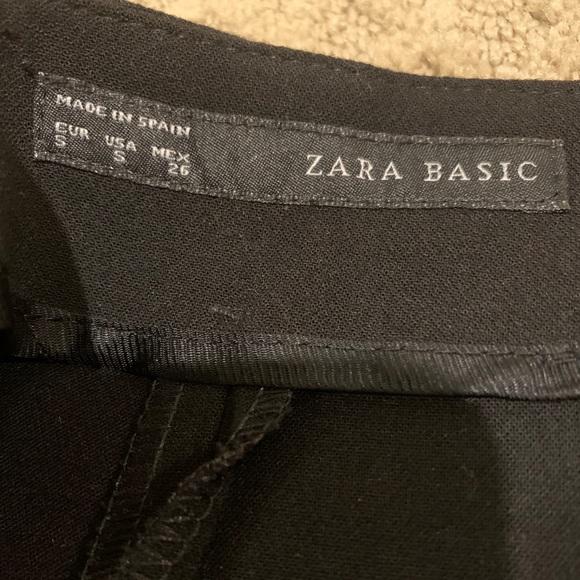 MADE IN SPAIN
EUR USA MEX
S S 26
ZARA BASIC